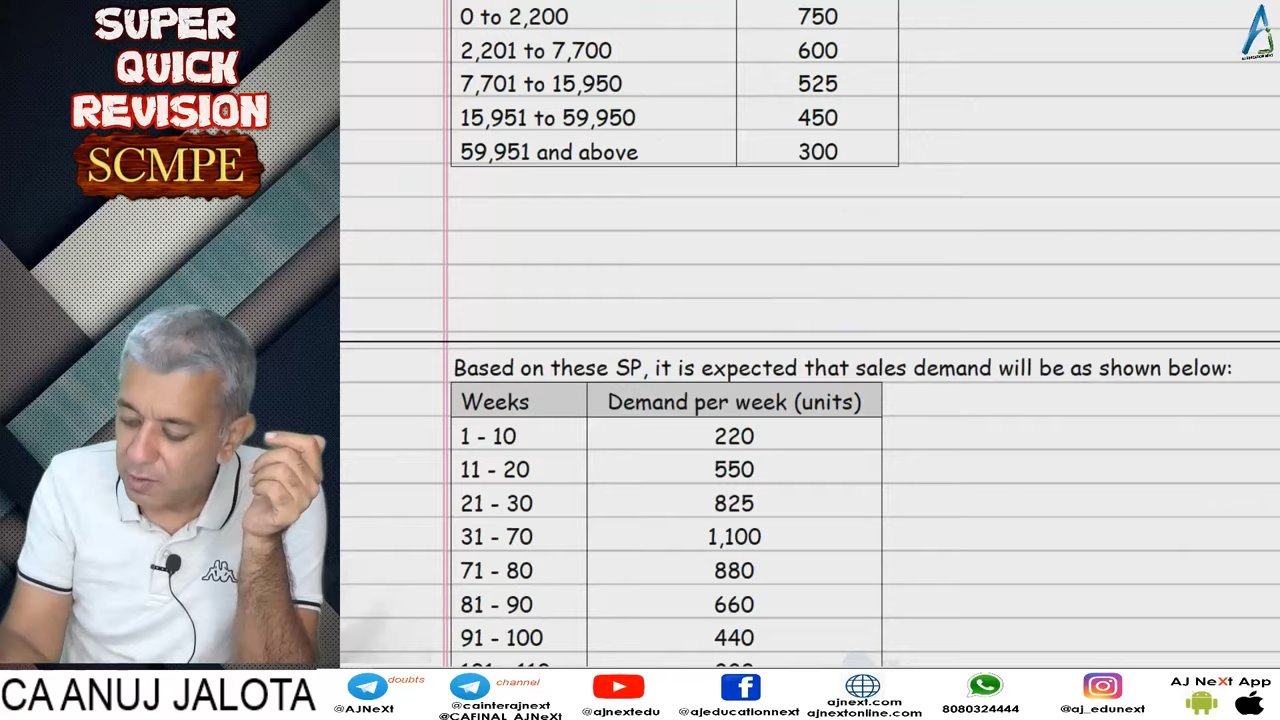 SUPER
QUICK
REVISION
SCMPE
0 to 2,200 750
2,201 to 7,700 600
7,701 to 15,950 525
15,951 to 59,950 450
59,951 and above 300
Based on these SP, it is expected that sales demand will be as shown below:
Weeks Demand per week (units)
1 - 10 220
11 - 20 550
21 - 30 825
31 - 70 1,100
71 - 80 880
81 - 90 660
91 - 100 440
CA ANUJ JALOTA
doubts
@AJNeXt
channel
@cainterajnext
@CAFINAL_AJNeXt
@ajnextedu
@ajeducationnext
ajnext.com
ajnextonline.com
8080324444
@aj_edunext
AJ NeXt App